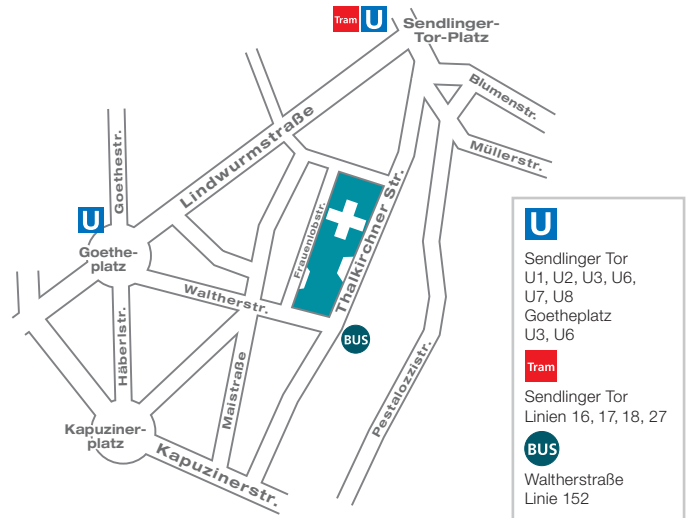 Tram U
Sendlinger-
Tor-Platz
Blumenstr.
Müllerstr.
Lindwurmstraße
Goethestr.
U
Goethe-
platz
Frauenlobstr.
Thalkirchner Str.
Waltherstr.
BUS
Häberlstr.
Maistraße
Pestalozzistr.
Kapuziner-
platz
Kapuzinerstr.
U
Sendlinger Tor
U1, U2, U3, U6,
U7, U8
Goetheplatz
U3, U6
Tram
Sendlinger Tor
Linien 16, 17, 18, 27
BUS
Waltherstraße
Linie 152